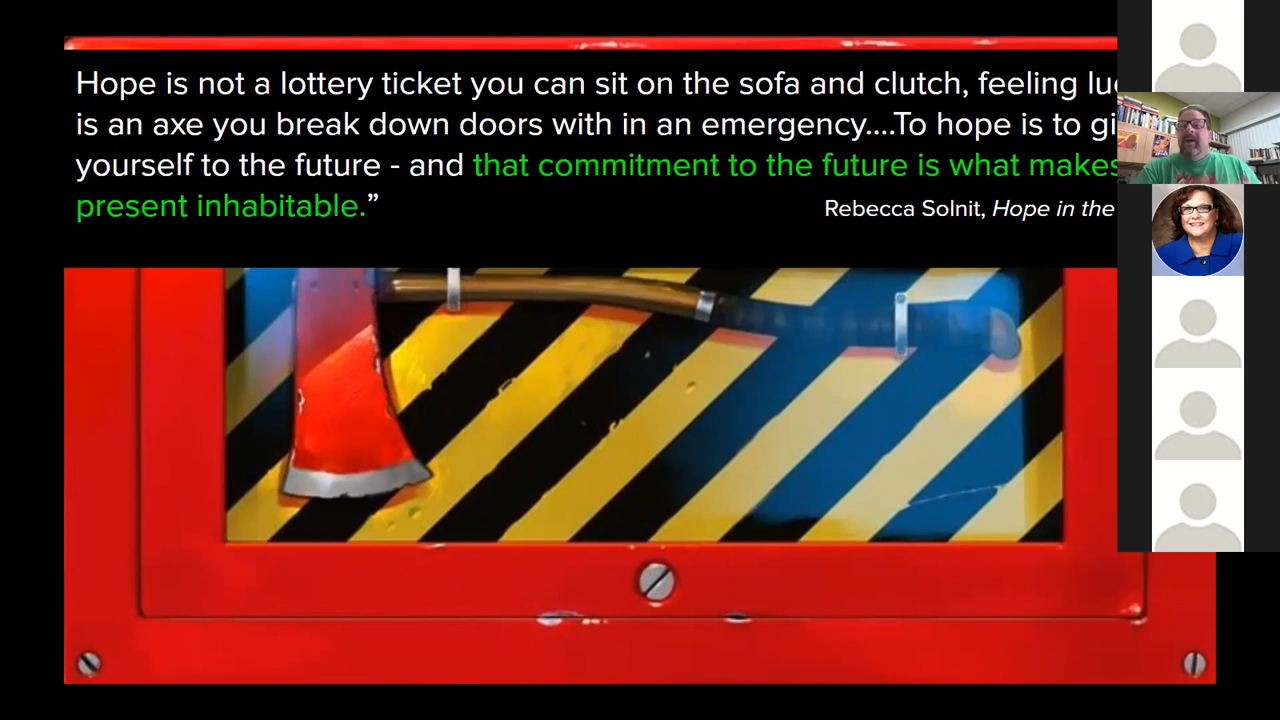 Hope is not a lottery ticket you can sit on the sofa and clutch, feeling
is an axe you break down doors with in an emergency....To hope is to
yourself to the future - and that commitment to the future is what makes
present inhabitable.”
Rebecca Solnit, Hope in the